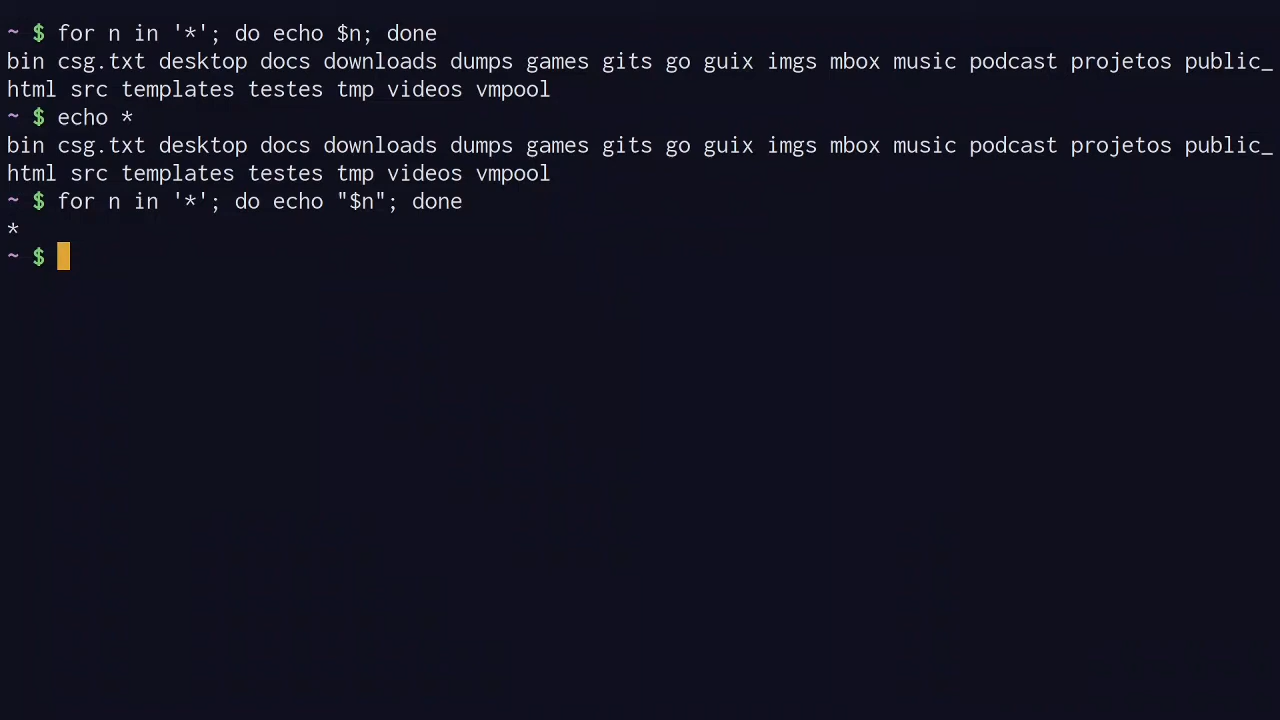 ~ $ for n in '*'; do echo $n; done
bin csg.txt desktop docs downloads dumps games gits go guix imgs mbox music podcast projetos public_
html src templates testes tmp videos vmpool
~ $ echo *
bin csg.txt desktop docs downloads dumps games gits go guix imgs mbox music podcast projetos public_
html src templates testes tmp videos vmpool
~ $ for n in '*'; do echo "$n"; done
*
~ $